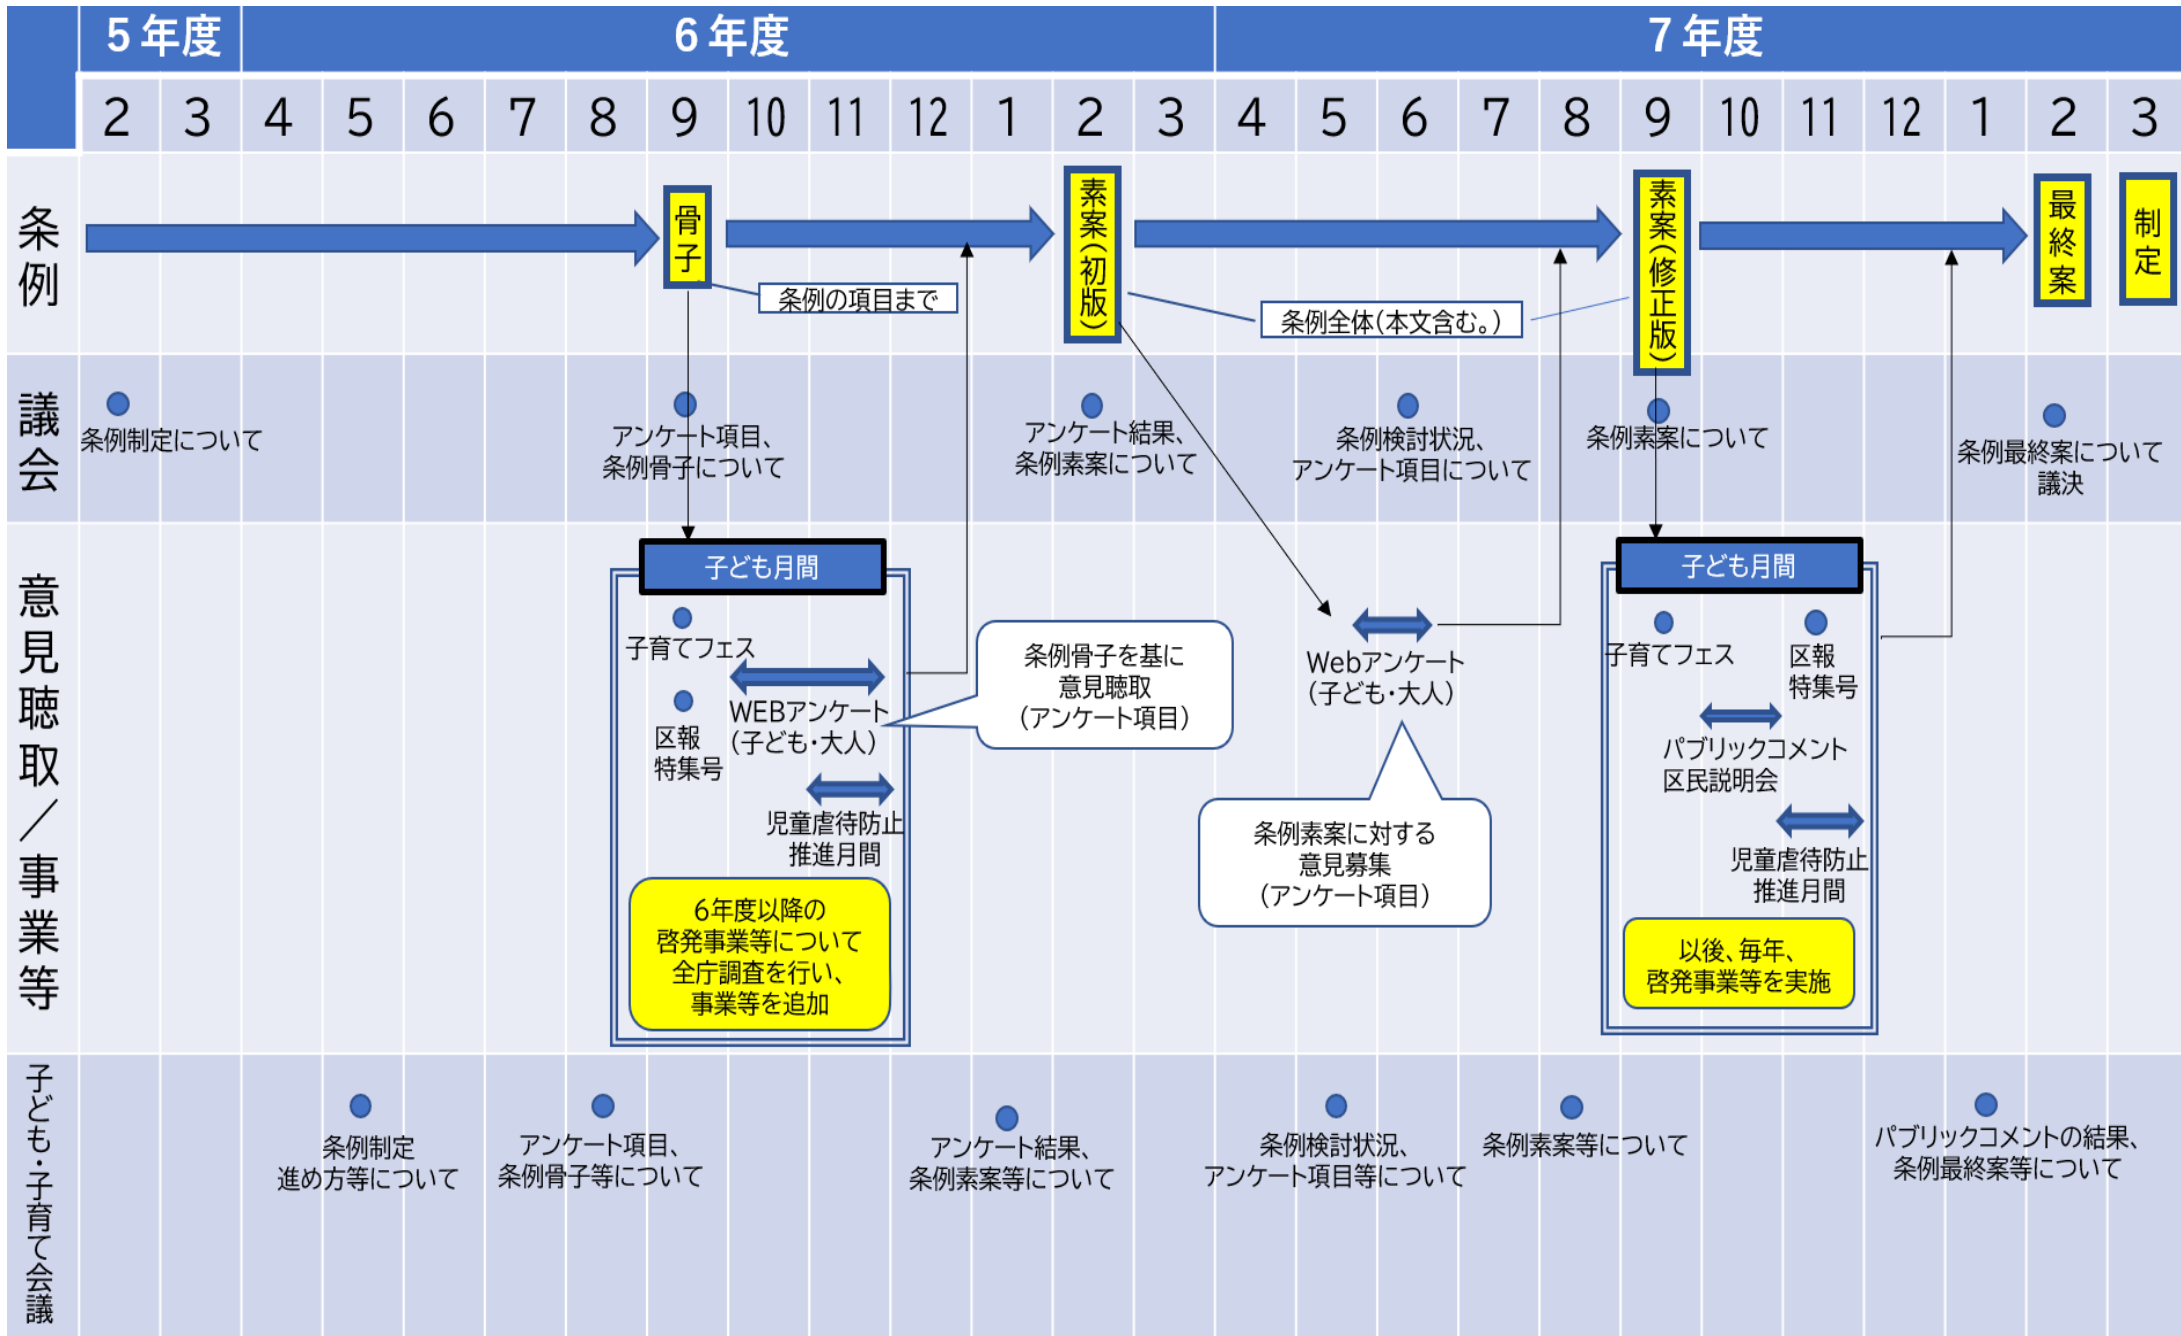 5年度
6年度
7年度
2 3 4 5 6 7 8 9 10 11 12 1 2 3 4 5 6 7 8 9 10 11 12 1 2 3
条例
骨子
条例の項目まで
素案(初版)
条例全体(本文含む。)
素案(修正版)
最終案
制定
議会
条例制定について
アンケート項目、
条例骨子について
アンケート結果、
条例素案について
条例検討状況、
アンケート項目について
条例素案について
条例最終案について
議決
意見聴取／事業等
子ども月間
子育てフェス
区報
特集号
WEBアンケート
(子ども・大人)
児童虐待防止
推進月間
6年度以降の
啓発事業等について
全庁調査を行い、
事業等を追加
条例骨子を基に
意見聴取
(アンケート項目)
Webアンケート
(子ども・大人)
条例素案に対する
意見募集
(アンケート項目)
子ども月間
子育てフェス
区報
特集号
パブリックコメント
区民説明会
児童虐待防止
推進月間
以後、毎年、
啓発事業等を実施
子ども・子育て会議
条例制定
進め方等について
アンケート項目、
条例骨子等について
アンケート結果、
条例素案等について
条例検討状況、
アンケート項目等について
条例素案等について
パブリックコメントの結果、
条例最終案等について